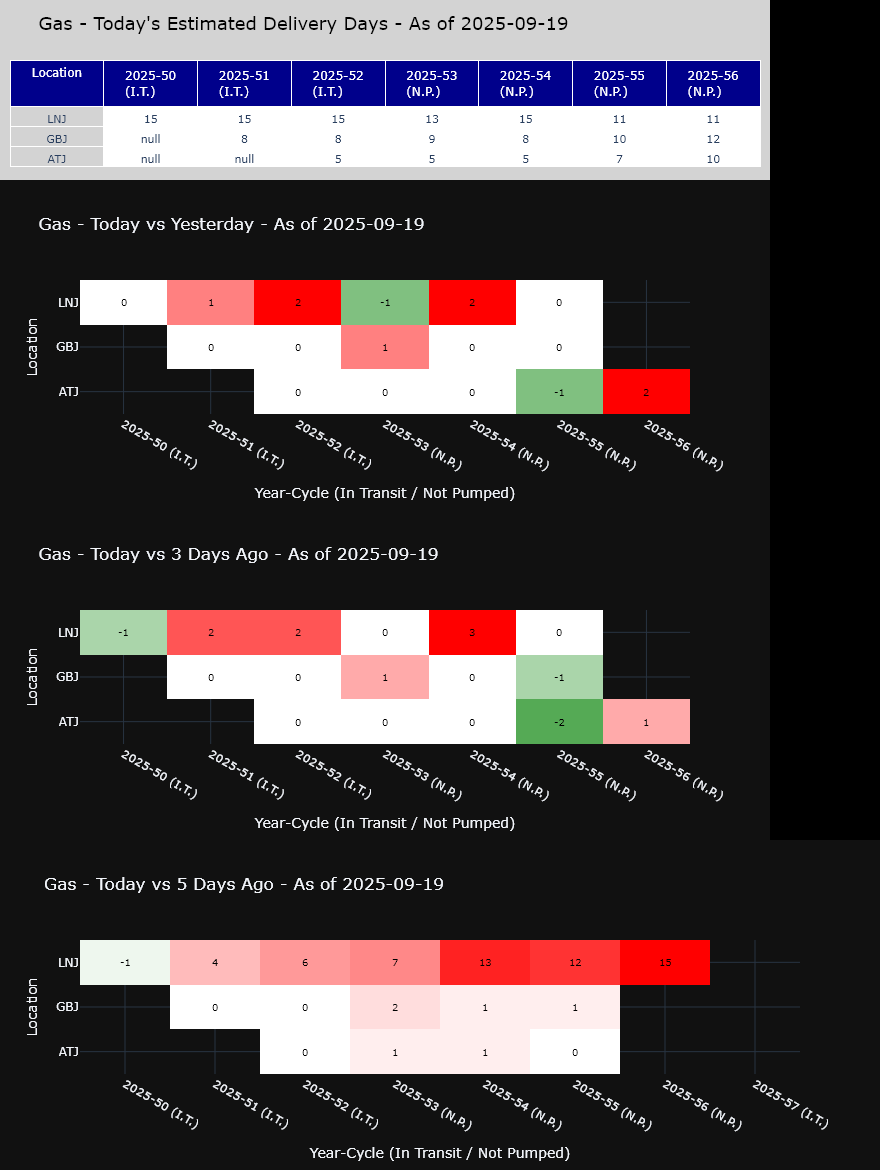 Gas - Today's Estimated Delivery Days - As of 2025-09-19
Location 2025-50 (I.T.) 2025-51 (I.T.) 2025-52 (I.T.) 2025-53 (N.P.) 2025-54 (N.P.) 2025-55 (N.P.) 2025-56 (N.P.)
LNJ 15 15 15 13 15 11 11
GBJ null 8 8 9 8 10 12
ATJ null null 5 5 5 7 10
Gas - Today vs Yesterday - As of 2025-09-19
LNJ 0 1 2 -1 2 0
GBJ 0 0 1 0 0
ATJ 0 0 0 -1 2
Location
2025-50 (I.T.) 2025-51 (I.T.) 2025-52 (I.T.) 2025-53 (N.P.) 2025-54 (N.P.) 2025-55 (N.P.) 2025-56 (N.P.)
Year-Cycle (In Transit / Not Pumped)
Gas - Today vs 3 Days Ago - As of 2025-09-19
LNJ -1 2 2 0 3 0
GBJ 0 0 1 0 -1
ATJ 0 0 0 -2 1
Location
2025-50 (I.T.) 2025-51 (I.T.) 2025-52 (I.T.) 2025-53 (N.P.) 2025-54 (N.P.) 2025-55 (N.P.) 2025-56 (N.P.)
Year-Cycle (In Transit / Not Pumped)
Gas - Today vs 5 Days Ago - As of 2025-09-19
LNJ -1 4 6 7 13 12 15
GBJ 0 0 2 1 1
ATJ 0 1 1 0
Location
2025-50 (I.T.) 2025-51 (I.T.) 2025-52 (I.T.) 2025-53 (N.P.) 2025-54 (N.P.) 2025-55 (N.P.) 2025-56 (N.P.) 2025-57 (I.T.)
Year-Cycle (In Transit / Not Pumped)